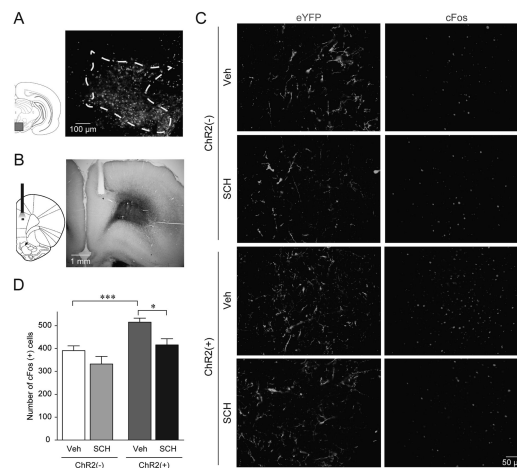 A
100 µm
B
1 mm
C
eYFP
cFos
ChR2(-)
Veh
SCH
ChR2(+)
Veh
SCH
50 µ
D
Number of cFos (+) cells
500
400
300
200
100
0
***
*
Veh
SCH
Veh
SCH
ChR2(-)
ChR2(+)